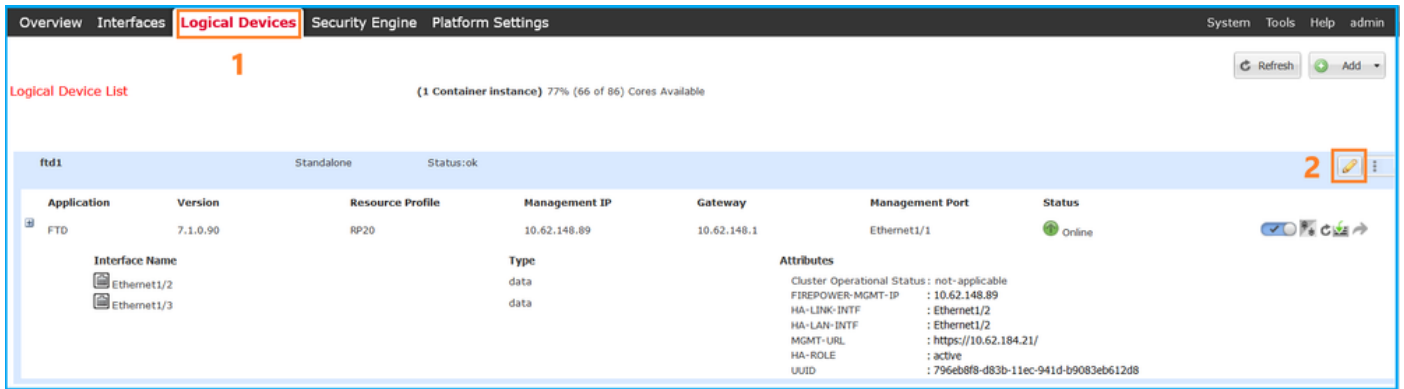 Overview Interfaces Logical Devices Security Engine Platform Settings System Tools Help admin
1
Refresh Add
Logical Device List (1 Container instance) 77% (66 of 86) Cores Available
ftd1 Standalone Status:ok 2
Application Version Resource Profile Management IP Gateway Management Port Status
FTD 7.1.0.90 RP20 10.62.148.89 10.62.148.1 Ethernet1/1 Online
Interface Name Type Attributes
Ethernet1/2 data Cluster Operational Status : not-applicable
Ethernet1/3 data FIREPOWER-MGMT-IP : 10.62.148.89
HA-LINK-INTF : Ethernet1/2
HA-LAN-INTF : Ethernet1/2
MGMT-URL : https://10.62.184.21/
HA-ROLE : active
UUID : 796eb8f8-d83b-11ec-941d-b9083eb612d8